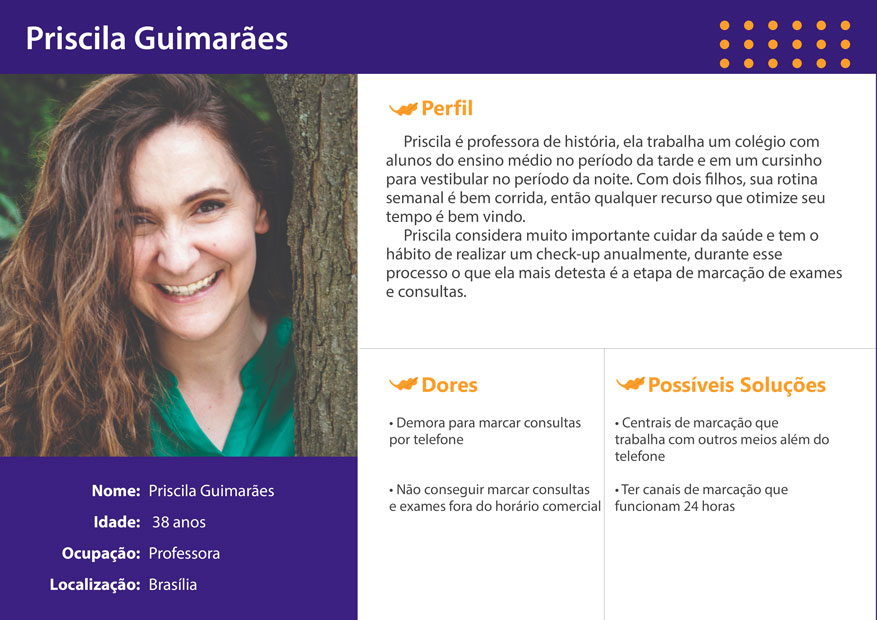 Priscila Guimarães
Perfil
Priscila é professora de história, ela trabalha um colégio com
alunos do ensino médio no período da tarde e em um cursinho
para vestibular no período da noite. Com dois filhos, sua rotina
semanal é bem corrida, então qualquer recurso que otimize seu
tempo é bem vindo.
Priscila considera muito importante cuidar da saúde e tem o
hábito de realizar um check-up anualmente, durante esse
processo o que ela mais detesta é a etapa de marcação de exames
e consultas.
Dores
• Demora para marcar consultas
por telefone
• Não conseguir marcar consultas
e exames fora do horário comercial
Possíveis Soluções
• Centrais de marcação que
trabalha com outros meios além do
telefone
• Ter canais de marcação que
funcionam 24 horas
Nome: Priscila Guimarães
Idade: 38 anos
Ocupação: Professora
Localização: Brasília